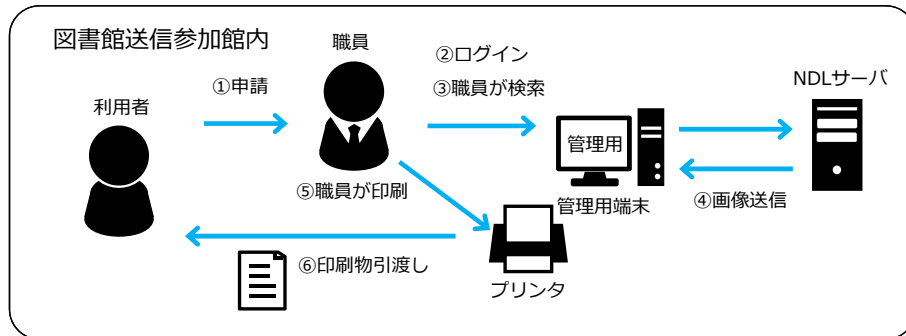 図書館送信参加館内
職員
②ログイン
③職員が検索
NDLサーバ
①申請
利用者
管理用
⑤職員が印刷
管理用端末
④画像送信
⑥印刷物引渡し
プリンタ